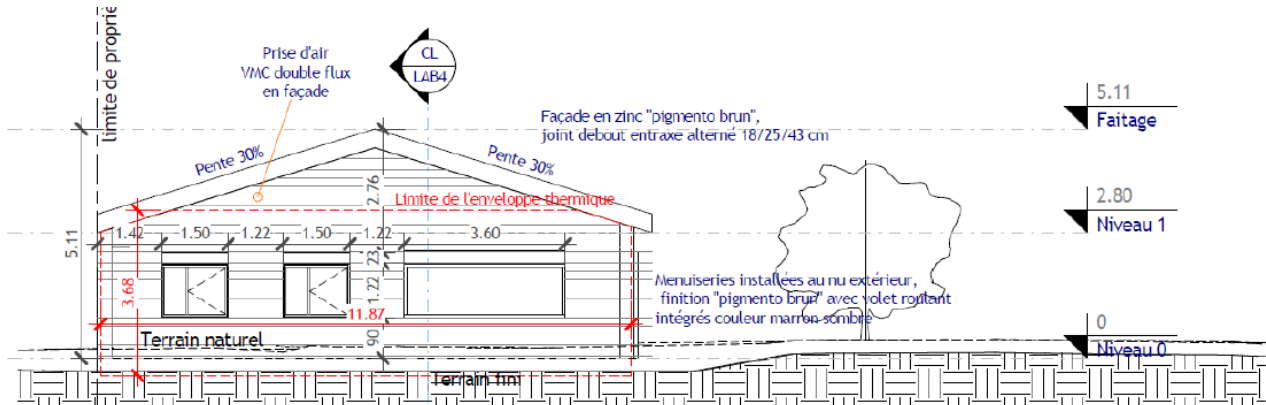 Limite de propriè
Prise d'air
VMC double flux
en façade
CL
LAB4
Façade en zinc "pigmento brun",
joint debout entraxe alterné 18/25/43 cm
5.11
Faitage
Pente 30%
Pente 30%
2.76
Limite de l'enveloppe thermique
2.80
Niveau 1
1.42
1.50
1.22
1.50
1.22
3.60
5.11
23
3.68
1.22
Menuiseries installées au nu extérieur,
finition "pigmento brun" avec volet roulant
intégrés couleur marron sombre
11.87
Terrain naturel
90
0
Niveau 0
Terrain fini